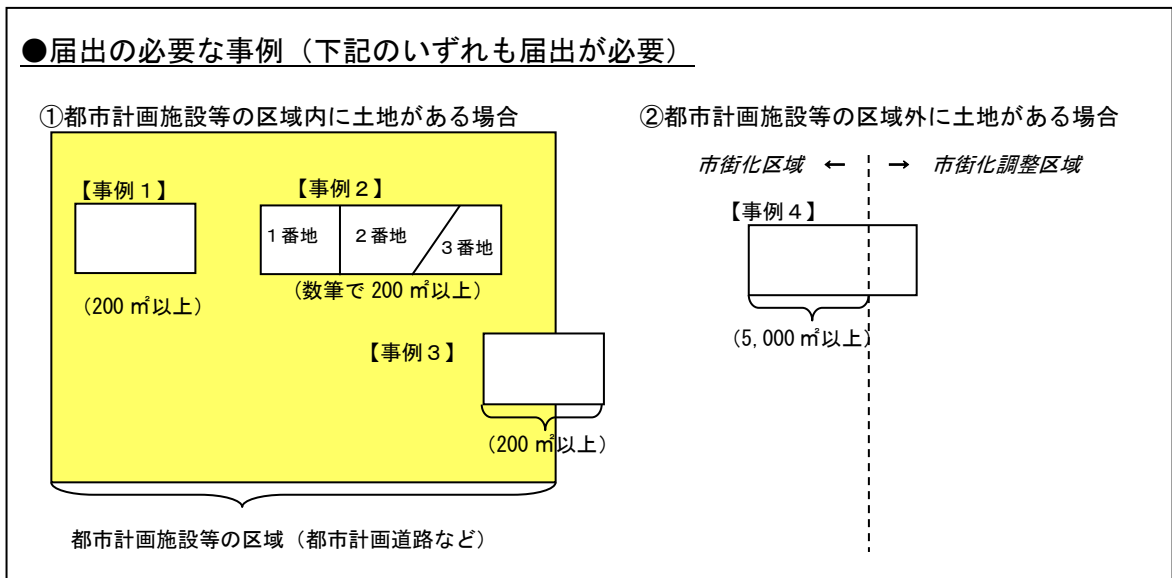 ●届出の必要な事例（下記のいずれも届出が必要）
①都市計画施設等の区域内に土地がある場合
【事例１】
【事例２】
１番地
２番地
３番地
（200 ㎡以上）
（数筆で 200 ㎡以上）
【事例３】
（200 ㎡以上）
都市計画施設等の区域（都市計画道路など）
②都市計画施設等の区域外に土地がある場合
市街化区域 ← → 市街化調整区域
【事例４】
（5,000 ㎡以上）